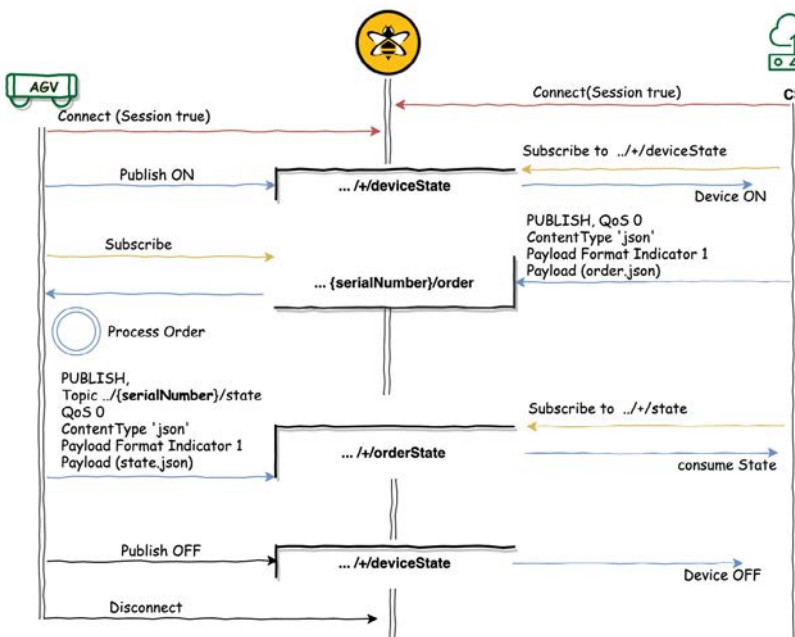 AGV
Connect(Session true)
Connect (Session true)
Subscribe to ../+/deviceState
Publish ON
... /+/deviceState
Device ON
PUBLISH, QoS 0
ContentType 'json'
Payload Format Indicator 1
Payload (order.json)
Subscribe
... {serialNumber}/order
Process Order
PUBLISH,
Topic ../{serialNumber}/state
QoS 0
ContentType 'json'
Payload Format Indicator 1
Payload (state.json)
Subscribe to ../+/state
... /+/orderState
consume State
Publish OFF
... /+/deviceState
Device OFF
Disconnect